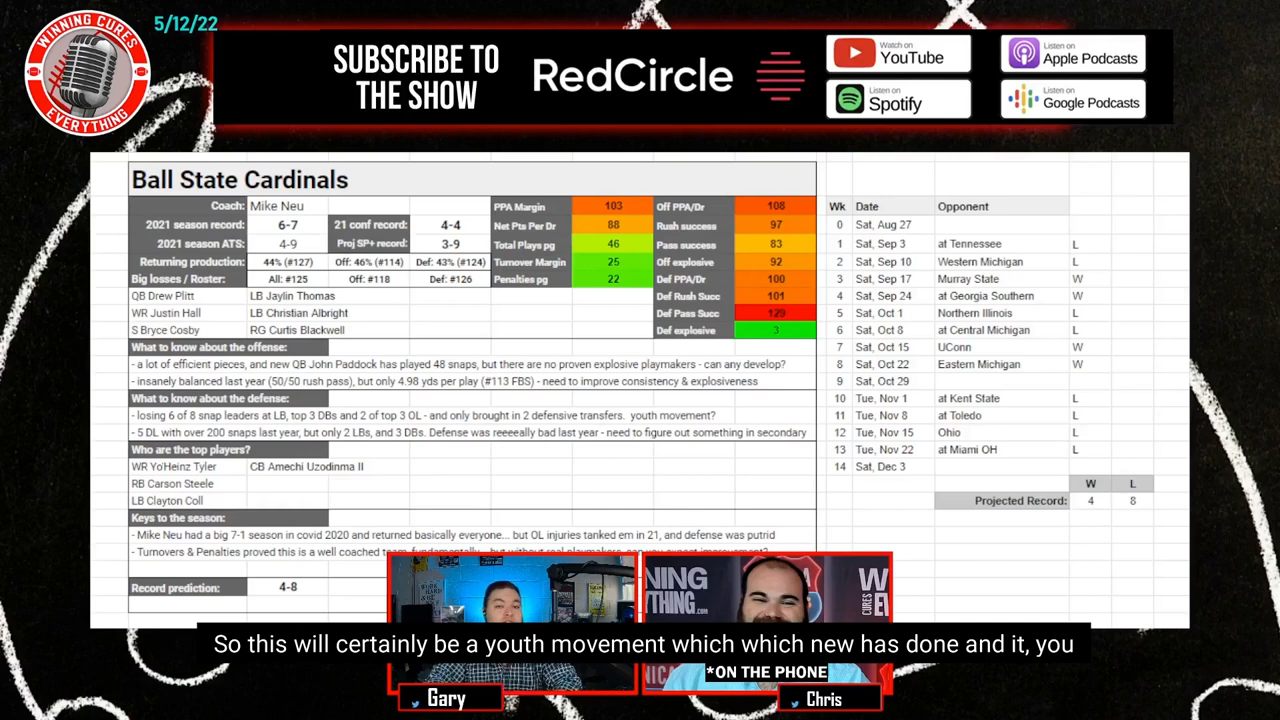 5/12/22
WINNING CURES
EVERYTHING
SUBSCRIBE TO
THE SHOW
RedCircle
Watch on
YouTube
Listen on
Apple Podcasts
Listen on
Spotify
Listen on
Google Podcasts
Ball State Cardinals
Coach: Mike Neu PPA Margin 103 Off PPA/Dr 108
2021 season record: 6-7 21 conf record: 4-4 Net Pts Per Dr 88 Rush success 97
2021 season ATS: 4-9 Proj SP+ record: 3-9 Total Plays pg 46 Pass success 83
Returning production: 44% (#127) Off: 46% (#114) Def: 43% (#124) Turnover Margin 25 Off explosive 92
Big losses / Roster: All: #125 Off: #118 Def: #126 Penalties pg 22 Def PPA/Dr 100
QB Drew Plitt LB Jaylin Thomas Def Rush Succ 101
WR Justin Hall LB Christian Albright Def Pass Succ 129
S Bryce Cosby RG Curtis Blackwell Def explosive 3
What to know about the offense:
- a lot of efficient pieces, and new QB John Paddock has played 48 snaps, but there are no proven explosive playmakers - can any develop?
- insanely balanced last year (50/50 rush pass), but only 4.98 yds per play (#113 FBS) - need to improve consistency & explosiveness
What to know about the defense:
- losing 6 of 8 snap leaders at LB, top 3 DBs and 2 of top 3 OL - and only brought in 2 defensive transfers. youth movement?
- 5 DL with over 200 snaps last year, but only 2 LBs, and 3 DBs. Defense was reeeeally bad last year - need to figure out something in secondary
Who are the top players?
WR Yo'Heinz Tyler CB Amechi Uzodinma II
RB Carson Steele
LB Clayton Coll
Keys to the season:
- Mike Neu had a big 7-1 season in covid 2020 and returned basically everyone... but OL injuries tanked em in 21, and defense was putrid
- Turnovers & Penalties proved this is a well coached team, fundamentally... but without real playmakers, can you expect improvement?
Record prediction: 4-8
Wk Date Opponent
0 Sat, Aug 27
1 Sat, Sep 3 at Tennessee L
2 Sat, Sep 10 Western Michigan L
3 Sat, Sep 17 Murray State W
4 Sat, Sep 24 at Georgia Southern W
5 Sat, Oct 1 Northern Illinois L
6 Sat, Oct 8 at Central Michigan L
7 Sat, Oct 15 UConn W
8 Sat, Oct 22 Eastern Michigan W
9 Sat, Oct 29
10 Tue, Nov 1 at Kent State L
11 Tue, Nov 8 at Toledo L
12 Tue, Nov 15 Ohio L
13 Tue, Nov 22 at Miami OH L
14 Sat, Dec 3
W L
Projected Record: 4 8
So this will certainly be a youth movement which which new has done and it, you
*ON THE PHONE
Gary
Chris